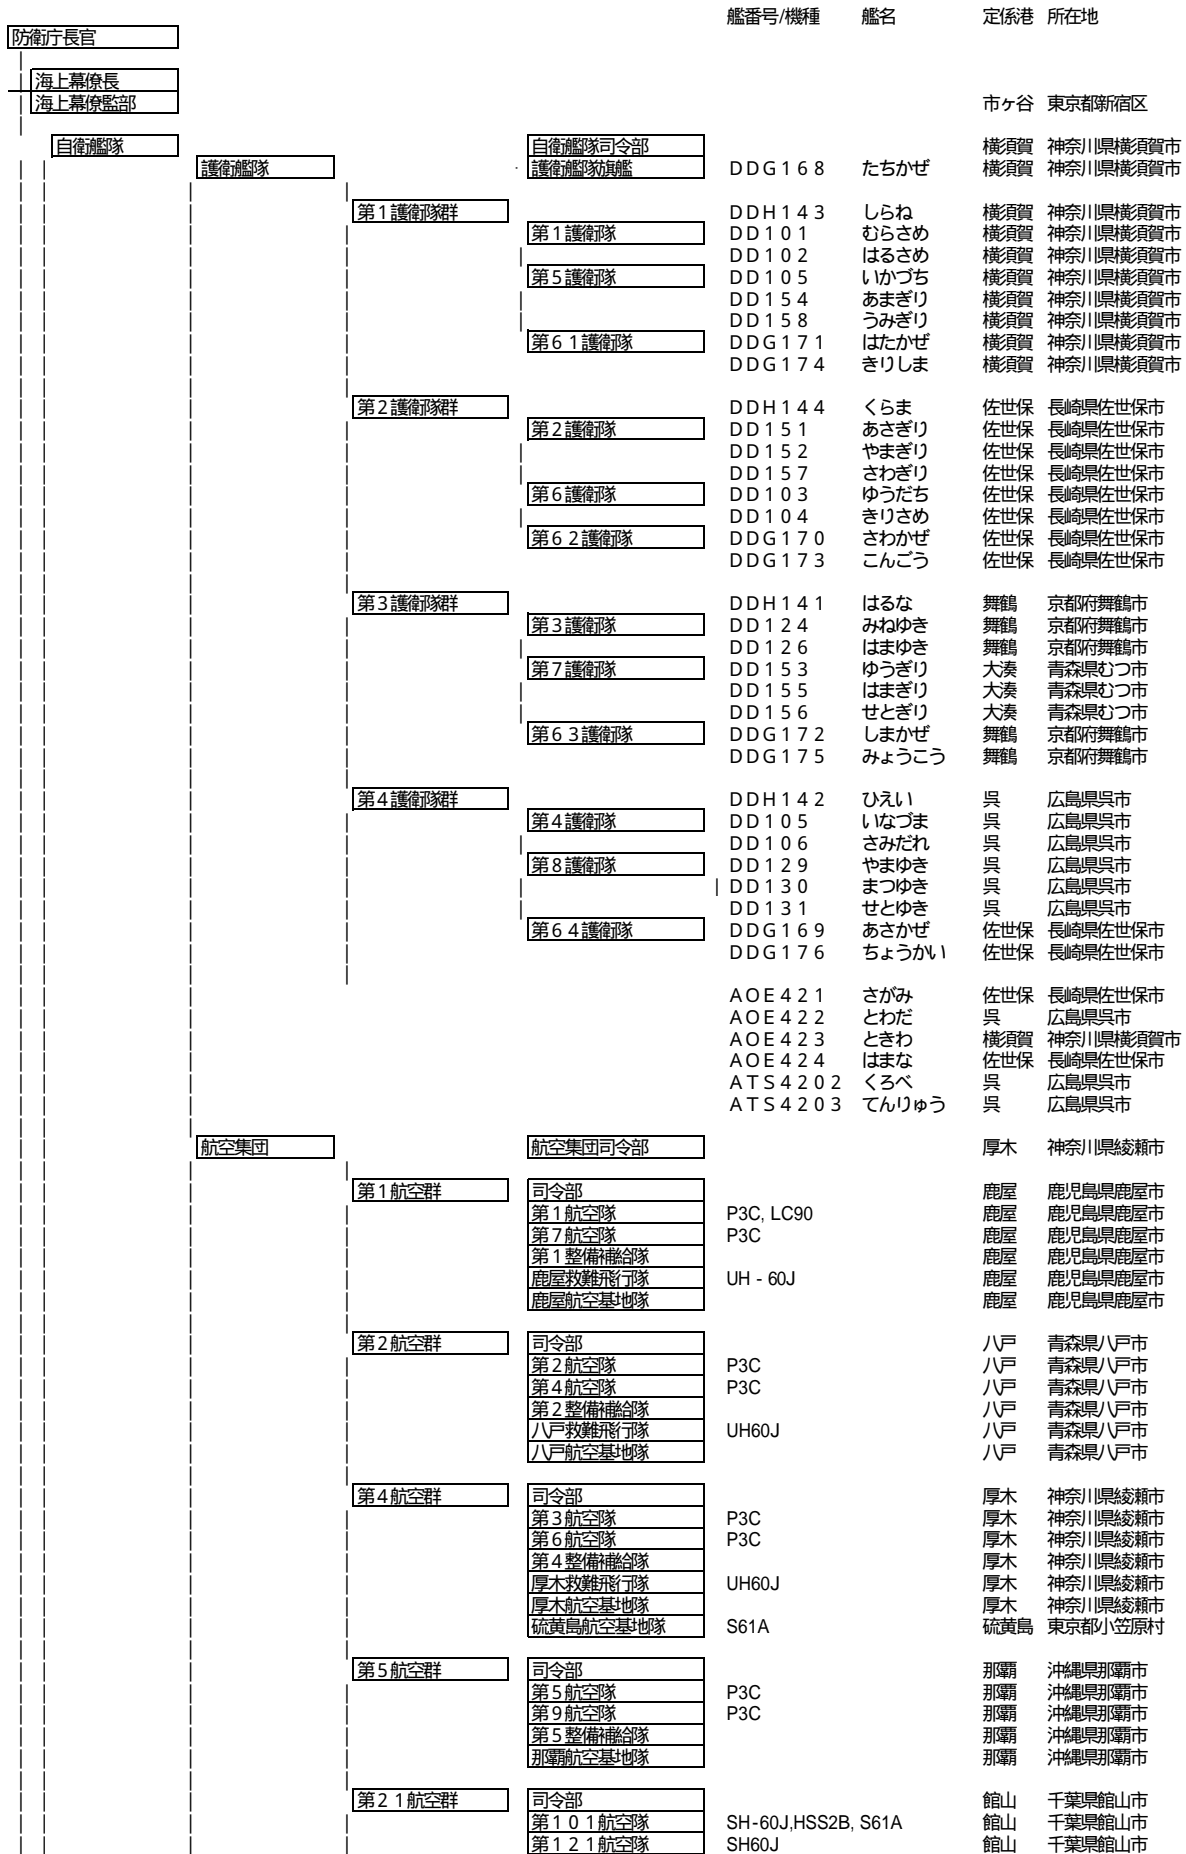 艦番号/機種 艦名 定係港 所在地
防衛庁長官
海上幕僚長
海上幕僚監部 市ヶ谷 東京都新宿区
自衛艦隊 自衛艦隊司令部 横須賀 神奈川県横須賀市
護衛艦隊 護衛艦隊旗艦 ＤＤＧ１６８ たちかぜ 横須賀 神奈川県横須賀市
第１護衛隊群 ＤＤＨ１４３ しらね 横須賀 神奈川県横須賀市
第１護衛隊 ＤＤ１０１ むらさめ 横須賀 神奈川県横須賀市
ＤＤ１０２ はるさめ 横須賀 神奈川県横須賀市
第５護衛隊 ＤＤ１０５ いかづち 横須賀 神奈川県横須賀市
ＤＤ１５４ あまぎり 横須賀 神奈川県横須賀市
ＤＤ１５８ うみぎり 横須賀 神奈川県横須賀市
第６１護衛隊 ＤＤＧ１７１ はたかぜ 横須賀 神奈川県横須賀市
ＤＤＧ１７４ きりしま 横須賀 神奈川県横須賀市
第２護衛隊群 ＤＤＨ１４４ くらま 佐世保 長崎県佐世保市
第２護衛隊 ＤＤ１５１ あさぎり 佐世保 長崎県佐世保市
ＤＤ１５２ やまぎり 佐世保 長崎県佐世保市
ＤＤ１５７ さわぎり 佐世保 長崎県佐世保市
第６護衛隊 ＤＤ１０３ ゆうだち 佐世保 長崎県佐世保市
ＤＤ１０４ きりさめ 佐世保 長崎県佐世保市
第６２護衛隊 ＤＤＧ１７０ さわかぜ 佐世保 長崎県佐世保市
ＤＤＧ１７３ こんごう 佐世保 長崎県佐世保市
第３護衛隊群 ＤＤＨ１４１ はるな 舞鶴 京都府舞鶴市
第３護衛隊 ＤＤ１２４ みねゆき 舞鶴 京都府舞鶴市
ＤＤ１２６ はまゆき 舞鶴 京都府舞鶴市
第７護衛隊 ＤＤ１５３ ゆうぎり 大湊 青森県むつ市
ＤＤ１５５ はまぎり 大湊 青森県むつ市
ＤＤ１５６ せとぎり 大湊 青森県むつ市
第６３護衛隊 ＤＤＧ１７２ しまかぜ 舞鶴 京都府舞鶴市
ＤＤＧ１７５ みょうこう 舞鶴 京都府舞鶴市
第４護衛隊群 ＤＤＨ１４２ ひえい 呉 広島県呉市
第４護衛隊 ＤＤ１０５ いなづま 呉 広島県呉市
ＤＤ１０６ さみだれ 呉 広島県呉市
第８護衛隊 ＤＤ１２９ やまゆき 呉 広島県呉市
ＤＤ１３０ まつゆき 呉 広島県呉市
ＤＤ１３１ せとゆき 呉 広島県呉市
第６４護衛隊 ＤＤＧ１６９ あさかぜ 佐世保 長崎県佐世保市
ＤＤＧ１７６ ちょうかい 佐世保 長崎県佐世保市
ＡＯＥ４２１ さがみ 佐世保 長崎県佐世保市
ＡＯＥ４２２ とわだ 呉 広島県呉市
ＡＯＥ４２３ ときわ 横須賀 神奈川県横須賀市
ＡＯＥ４２４ はまな 佐世保 長崎県佐世保市
ＡＴＳ４２０２ くろべ 呉 広島県呉市
ＡＴＳ４２０３ てんりゅう 呉 広島県呉市
航空集団 航空集団司令部 厚木 神奈川県綾瀬市
第１航空群 司令部 鹿屋 鹿児島県鹿屋市
第１航空隊 P3C, LC90 鹿屋 鹿児島県鹿屋市
第７航空隊 P3C 鹿屋 鹿児島県鹿屋市
第１整備補給隊 鹿屋 鹿児島県鹿屋市
鹿屋救難飛行隊 UH - 60J 鹿屋 鹿児島県鹿屋市
鹿屋航空基地隊 鹿屋 鹿児島県鹿屋市
第２航空群 司令部 八戸 青森県八戸市
第２航空隊 P3C 八戸 青森県八戸市
第４航空隊 P3C 八戸 青森県八戸市
第２整備補給隊 八戸 青森県八戸市
八戸救難飛行隊 UH60J 八戸 青森県八戸市
八戸航空基地隊 八戸 青森県八戸市
第４航空群 司令部 厚木 神奈川県綾瀬市
第３航空隊 P3C 厚木 神奈川県綾瀬市
第６航空隊 P3C 厚木 神奈川県綾瀬市
第４整備補給隊 厚木 神奈川県綾瀬市
厚木救難飛行隊 UH60J 厚木 神奈川県綾瀬市
厚木航空基地隊 厚木 神奈川県綾瀬市
硫黄島航空基地隊 S61A 硫黄島 東京都小笠原村
第５航空群 司令部 那覇 沖縄県那覇市
第５航空隊 P3C 那覇 沖縄県那覇市
第９航空隊 P3C 那覇 沖縄県那覇市
第５整備補給隊 那覇 沖縄県那覇市
那覇航空基地隊 那覇 沖縄県那覇市
第２１航空群 司令部 館山 千葉県館山市
第１０１航空隊 SH-60J,HSS2B, S61A 館山 千葉県館山市
第１２１航空隊 SH60J 館山 千葉県館山市